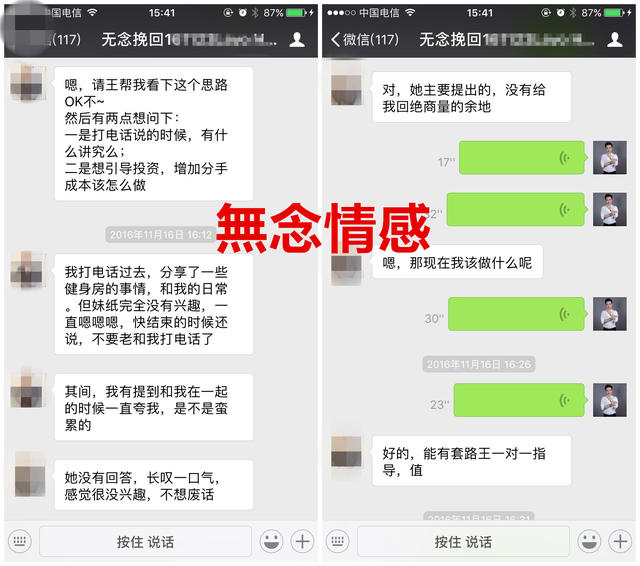 中国电信
15:41
87%
(117)
无念挽回
嗯，请王帮我看下这个思路
OK不~
然后有两点想问下:
一是打电话说的时候，有什
么讲究么;
二是想引导投资，增加分手
成本该怎么做
2016年11月16日 16:12
我打电话过去，分享了一些
健身房的事情，和我的日常
。但妹纸完全没有兴趣，一
直嗯嗯嗯，快结束的时候还
说，不要老和我打电话了
其间，我有提到和我在一起
的时候一直夸我，是不是蛮
累的
她没有回答，长叹一口气，
感觉很没兴趣，不想废话
按住 说话
無念情感
中国电信
15:41
87%
微信(117)
无念挽回
对，她主要提出的，没有给
我回绝商量的余地
17''
2''
嗯，那现在我该做什么呢
30''
2016年11月16日 16:26
23''
好的，能有套路王一对一指
导，值
2016年11月16日 16:31
按住 说话